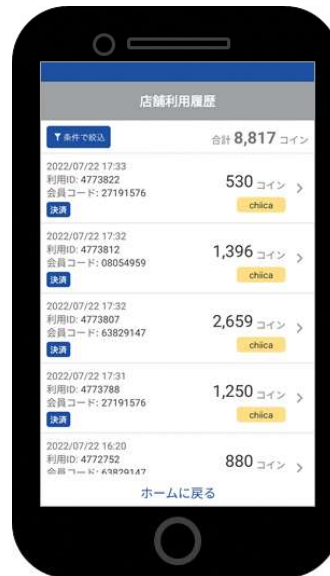 店舗利用履歴
条件で絞込
合計 8,817 コイン
2022/07/22 17:33
利用ID: 4773822
会員コード: 27191576
決済
530 コイン
chiica
2022/07/22 17:32
利用ID: 4773812
会員コード: 08054959
決済
1,396 コイン
chiica
2022/07/22 17:32
利用ID: 4773807
会員コード: 63829147
決済
2,659 コイン
chiica
2022/07/22 17:31
利用ID: 4773788
会員コード: 27191576
決済
1,250 コイン
chiica
2022/07/22 16:20
利用ID: 4772752
会員コード: 63829147
880 コイン
ホームに戻る